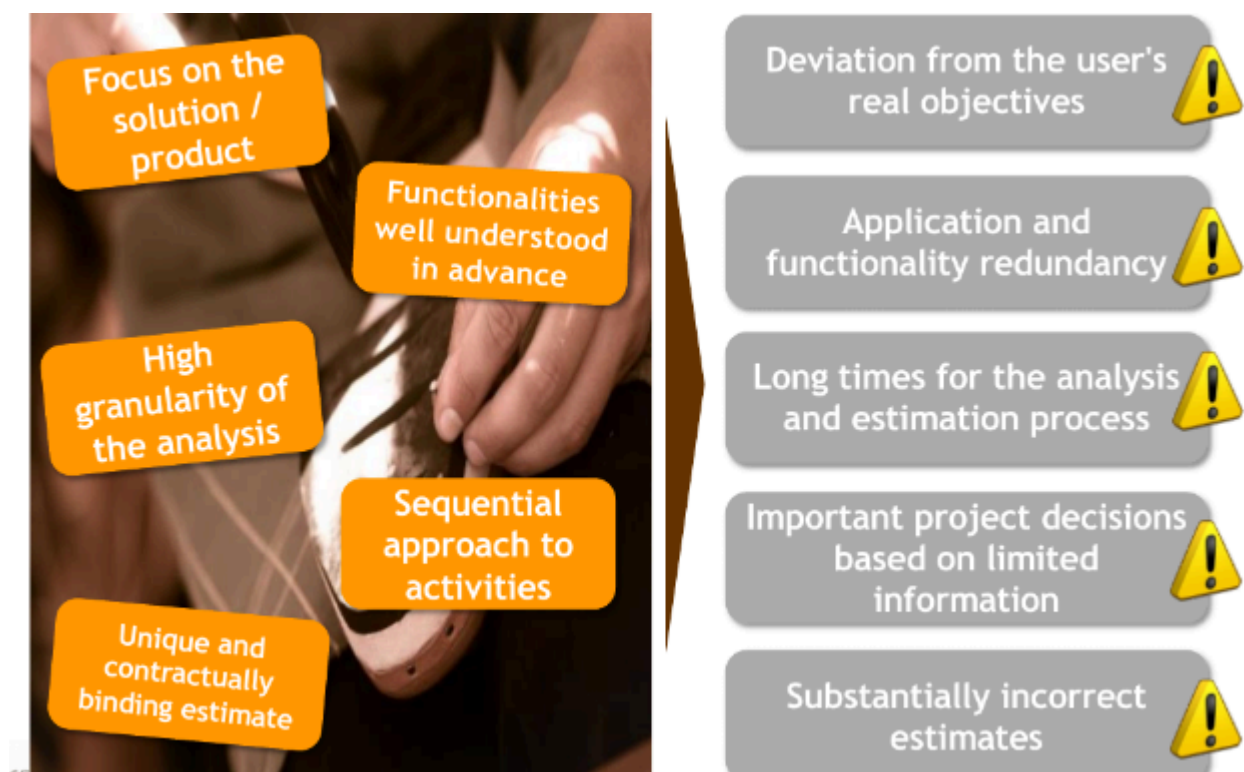 Focus on the
solution /
product
Functionalities
well understood
in advance
High
granularity of
the analysis
Sequential
approach to
activities
Unique and
contractually
binding estimate
Deviation from the user's
real objectives
Application and
functionality redundancy
Long times for the analysis
and estimation process
Important project decisions
based on limited
information
Substantially incorrect
estimates